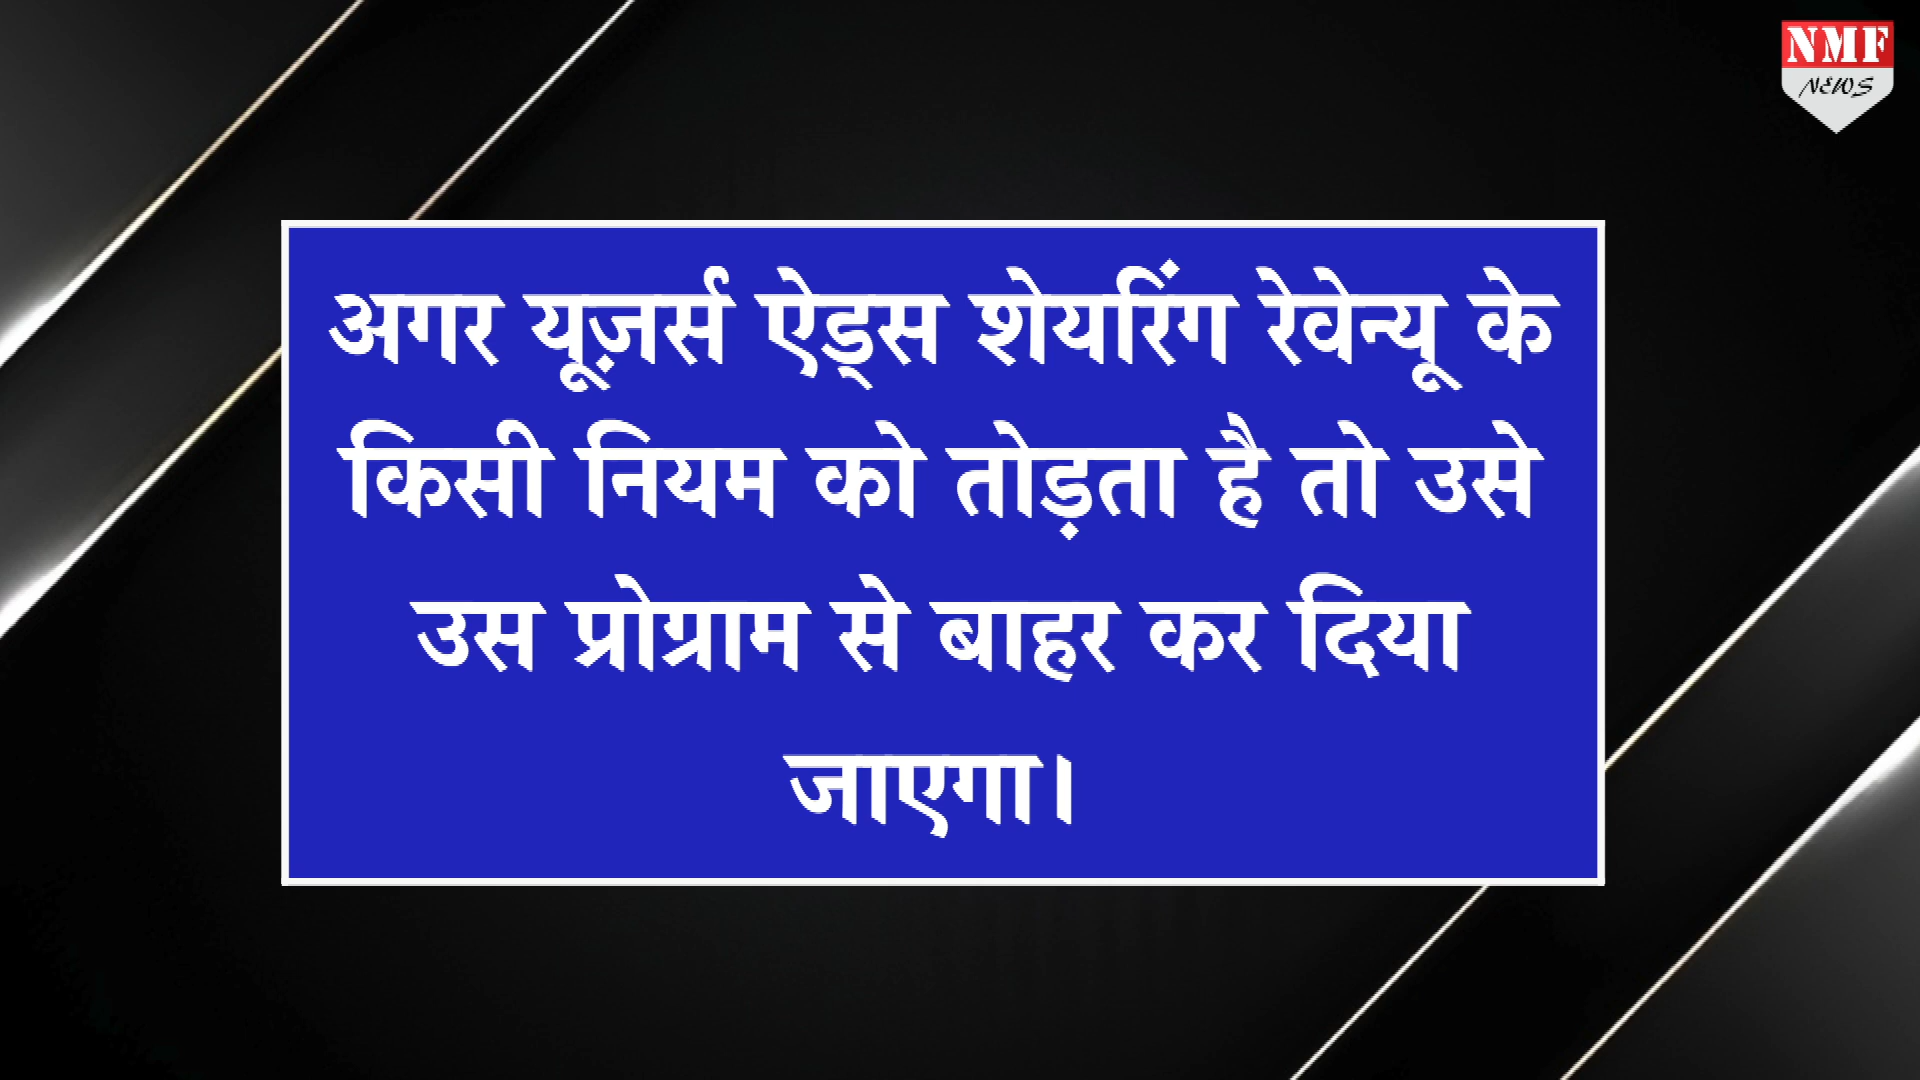 NMF
NEWS
अगर यूज़र्स ऐड्स शेयरिंग रेवेन्यू के
किसी नियम को तोड़ता है तो उसे
उस प्रोग्राम से बाहर कर दिया
जाएगा।